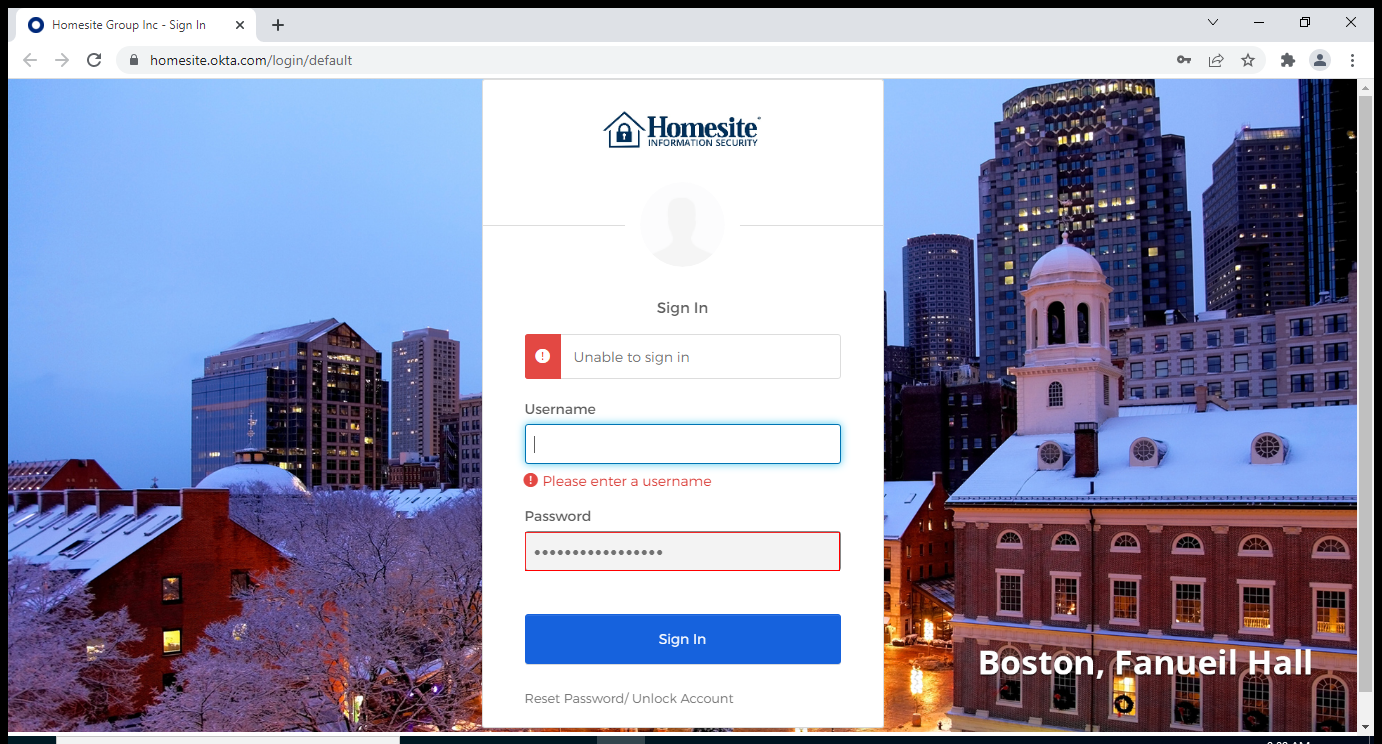 Homesite Group Inc - Sign In
homesite.okta.com/login/default
Homesite
INFORMATION SECURITY
Sign In
Unable to sign in
Username
Please enter a username
Password
Sign In
Reset Password/ Unlock Account
Boston, Fanueil Hall